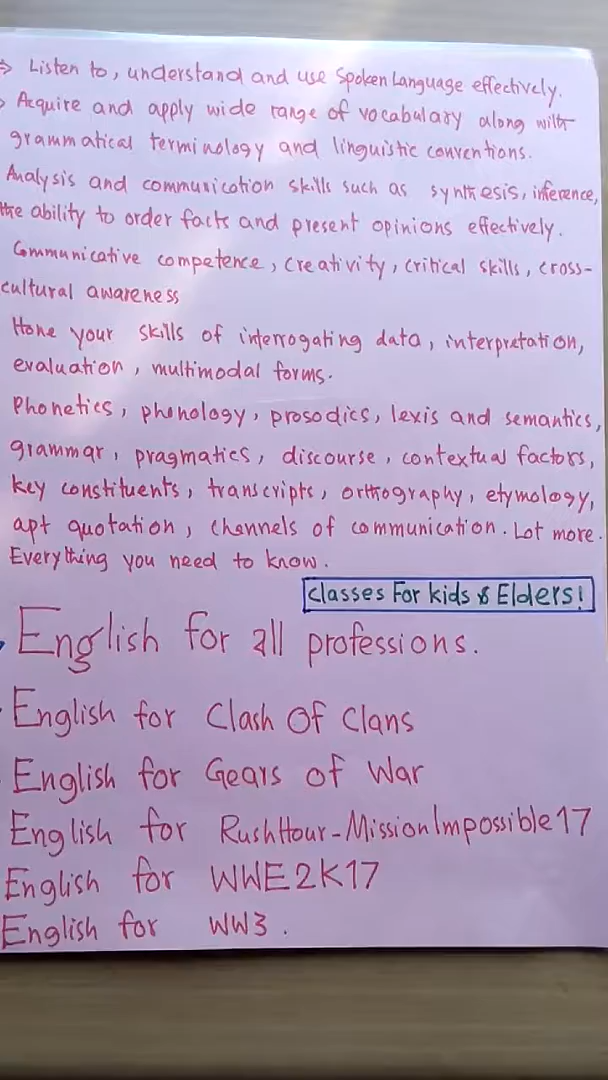 → Listen to, understand and use Spoken Language effectively.
→ Acquire and apply wide range of vocabulary along with
grammatical terminology and linguistic conventions.
Analysis and communication skills such as synthesis, inference,
the ability to order facts and present opinions effectively.
Communicative competence, creativity, critical skills, cross-
cultural awareness
Hone your skills of interrogating data, interpretation,
evaluation, multimodal forms.
Phonetics, phonology, prosodics, lexis and semantics,
grammar, pragmatics, discourse, contextual factors,
key constituents, transcripts, orthography, etymology,
apt quotation, channels of communication. Lot more.
Everything you need to know.
Classes For kids & Elders!
English for all professions.
English for Clash Of Clans
English for Gears of War
English for RushHour-MissionImpossible17
English for WWE2K17
English for WW3.